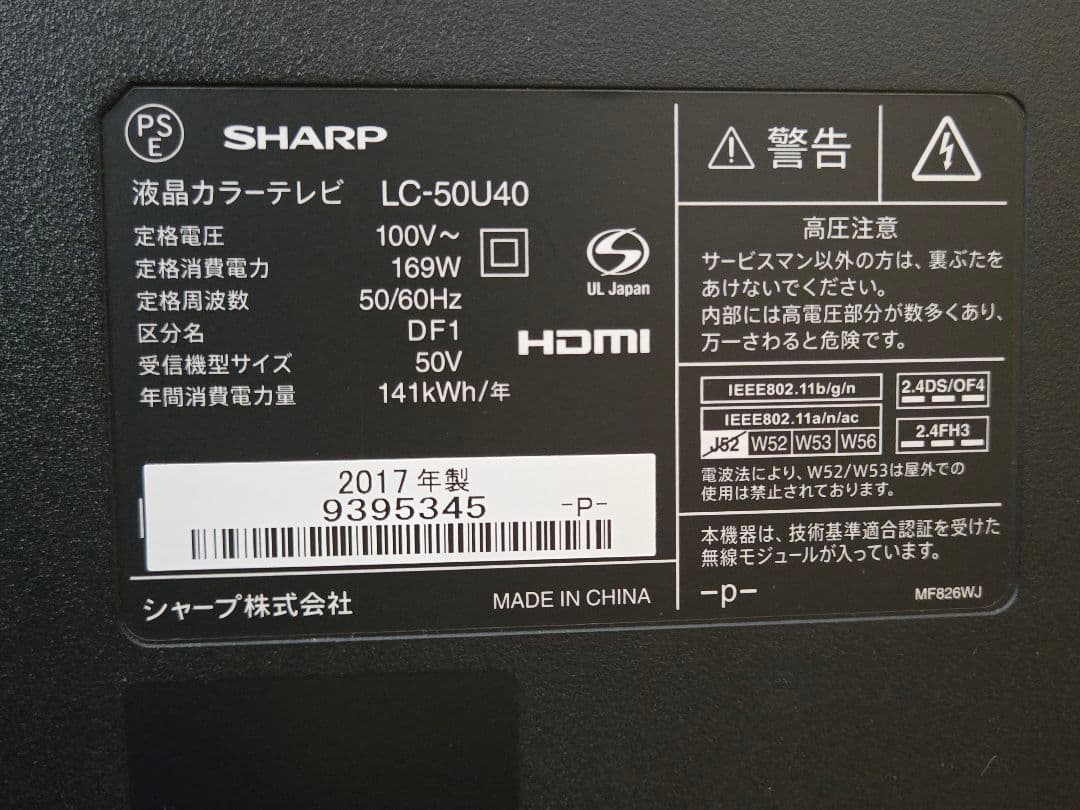 PSE
SHARP
液晶カラーテレビ LC-50U40
定格電圧 100V～
定格消費電力 169W
定格周波数 50/60Hz
区分名 DF1
受信機型サイズ 50V
年間消費電力量 141kWh/年
UL Japan
HDMI
2017年製
9395345 -P-
シャープ株式会社 MADE IN CHINA
警告
高圧注意
サービスマン以外の方は、裏ぶたを
あけないでください。
内部には高電圧部分が数多くあり、
万一さわると危険です。
IEEE802.11b/g/n
IEEE802.11a/n/ac
J52 W52 W53 W56
2.4DS/OF4
2.4FH3
電波法により、W52/W53は屋外での
使用は禁止されております。
本機器は、技術基準適合認証を受けた
無線モジュールが入っています。
-p- MF826WJ